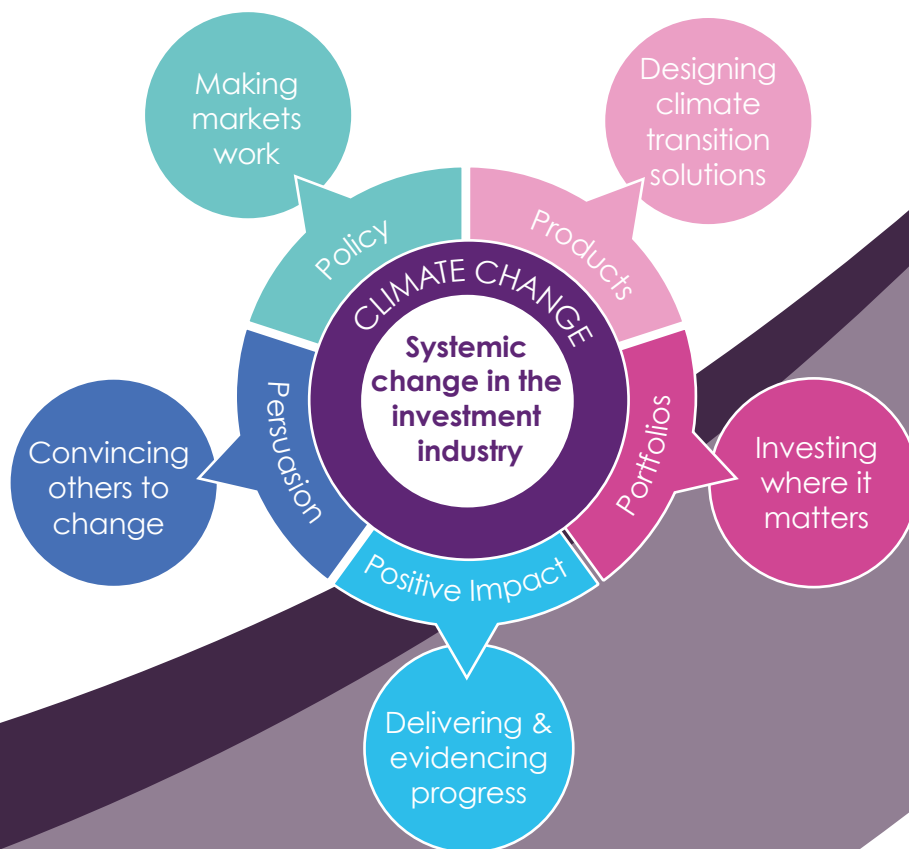 Making
markets
work
Designing
climate
transition
solutions
Policy
Products
CLIMATE CHANGE
Systemic
change in the
investment
industry
Persuasion
Portfolios
Convincing
others to
change
Investing
where it
matters
Positive Impact
Delivering &
evidencing
progress